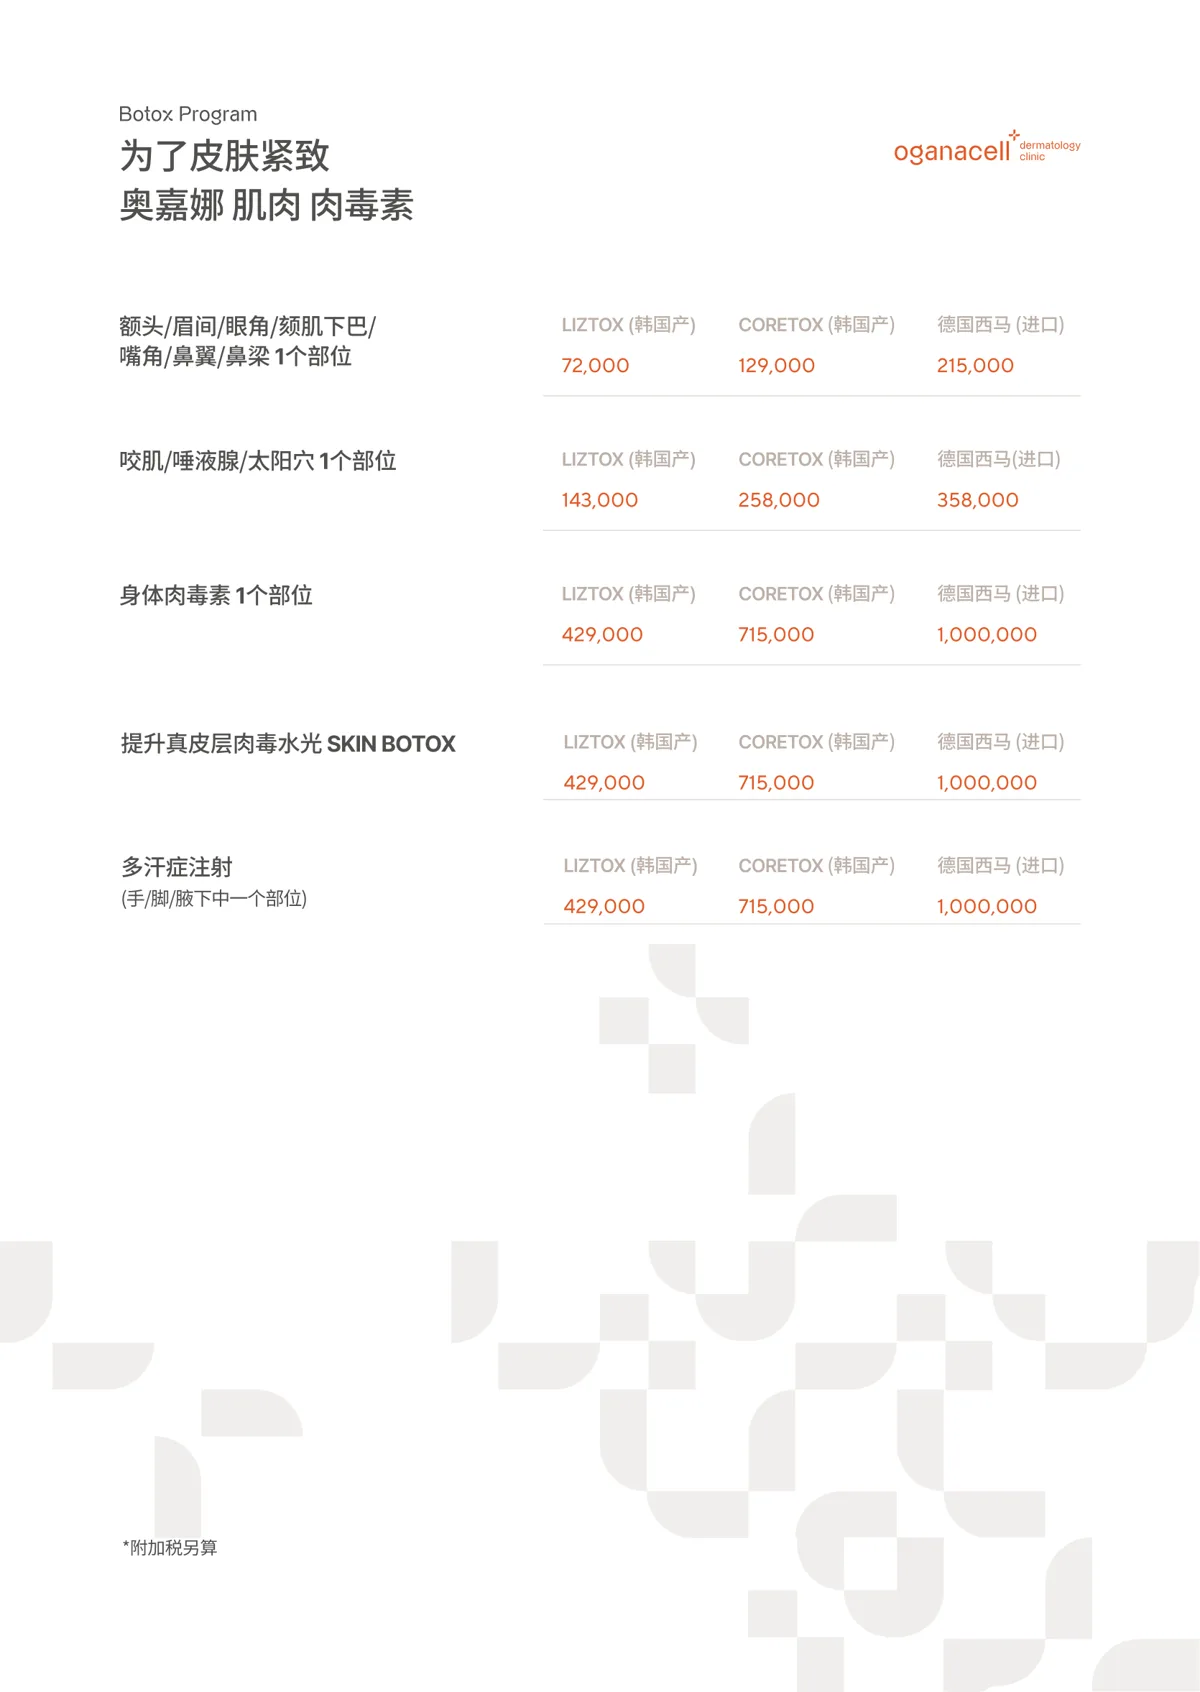 Botox Program
为了皮肤紧致
奥嘉娜 肌肉 肉毒素
oganacell dermatology
clinic
额头/眉间/眼角/颏肌下巴/
嘴角/鼻翼/鼻梁 1个部位
LIZTOX (韩国产) CORETOX (韩国产) 德国西马 (进口)
72,000 129,000 215,000
咬肌/唾液腺/太阳穴 1个部位
LIZTOX (韩国产) CORETOX (韩国产) 德国西马(进口)
143,000 258,000 358,000
身体肉毒素 1个部位
LIZTOX (韩国产) CORETOX (韩国产) 德国西马 (进口)
429,000 715,000 1,000,000
提升真皮层肉毒水光 SKIN BOTOX
LIZTOX (韩国产) CORETOX (韩国产) 德国西马 (进口)
429,000 715,000 1,000,000
多汗症注射
(手/脚/腋下中一个部位)
LIZTOX (韩国产) CORETOX (韩国产) 德国西马 (进口)
429,000 715,000 1,000,000
*附加税另算